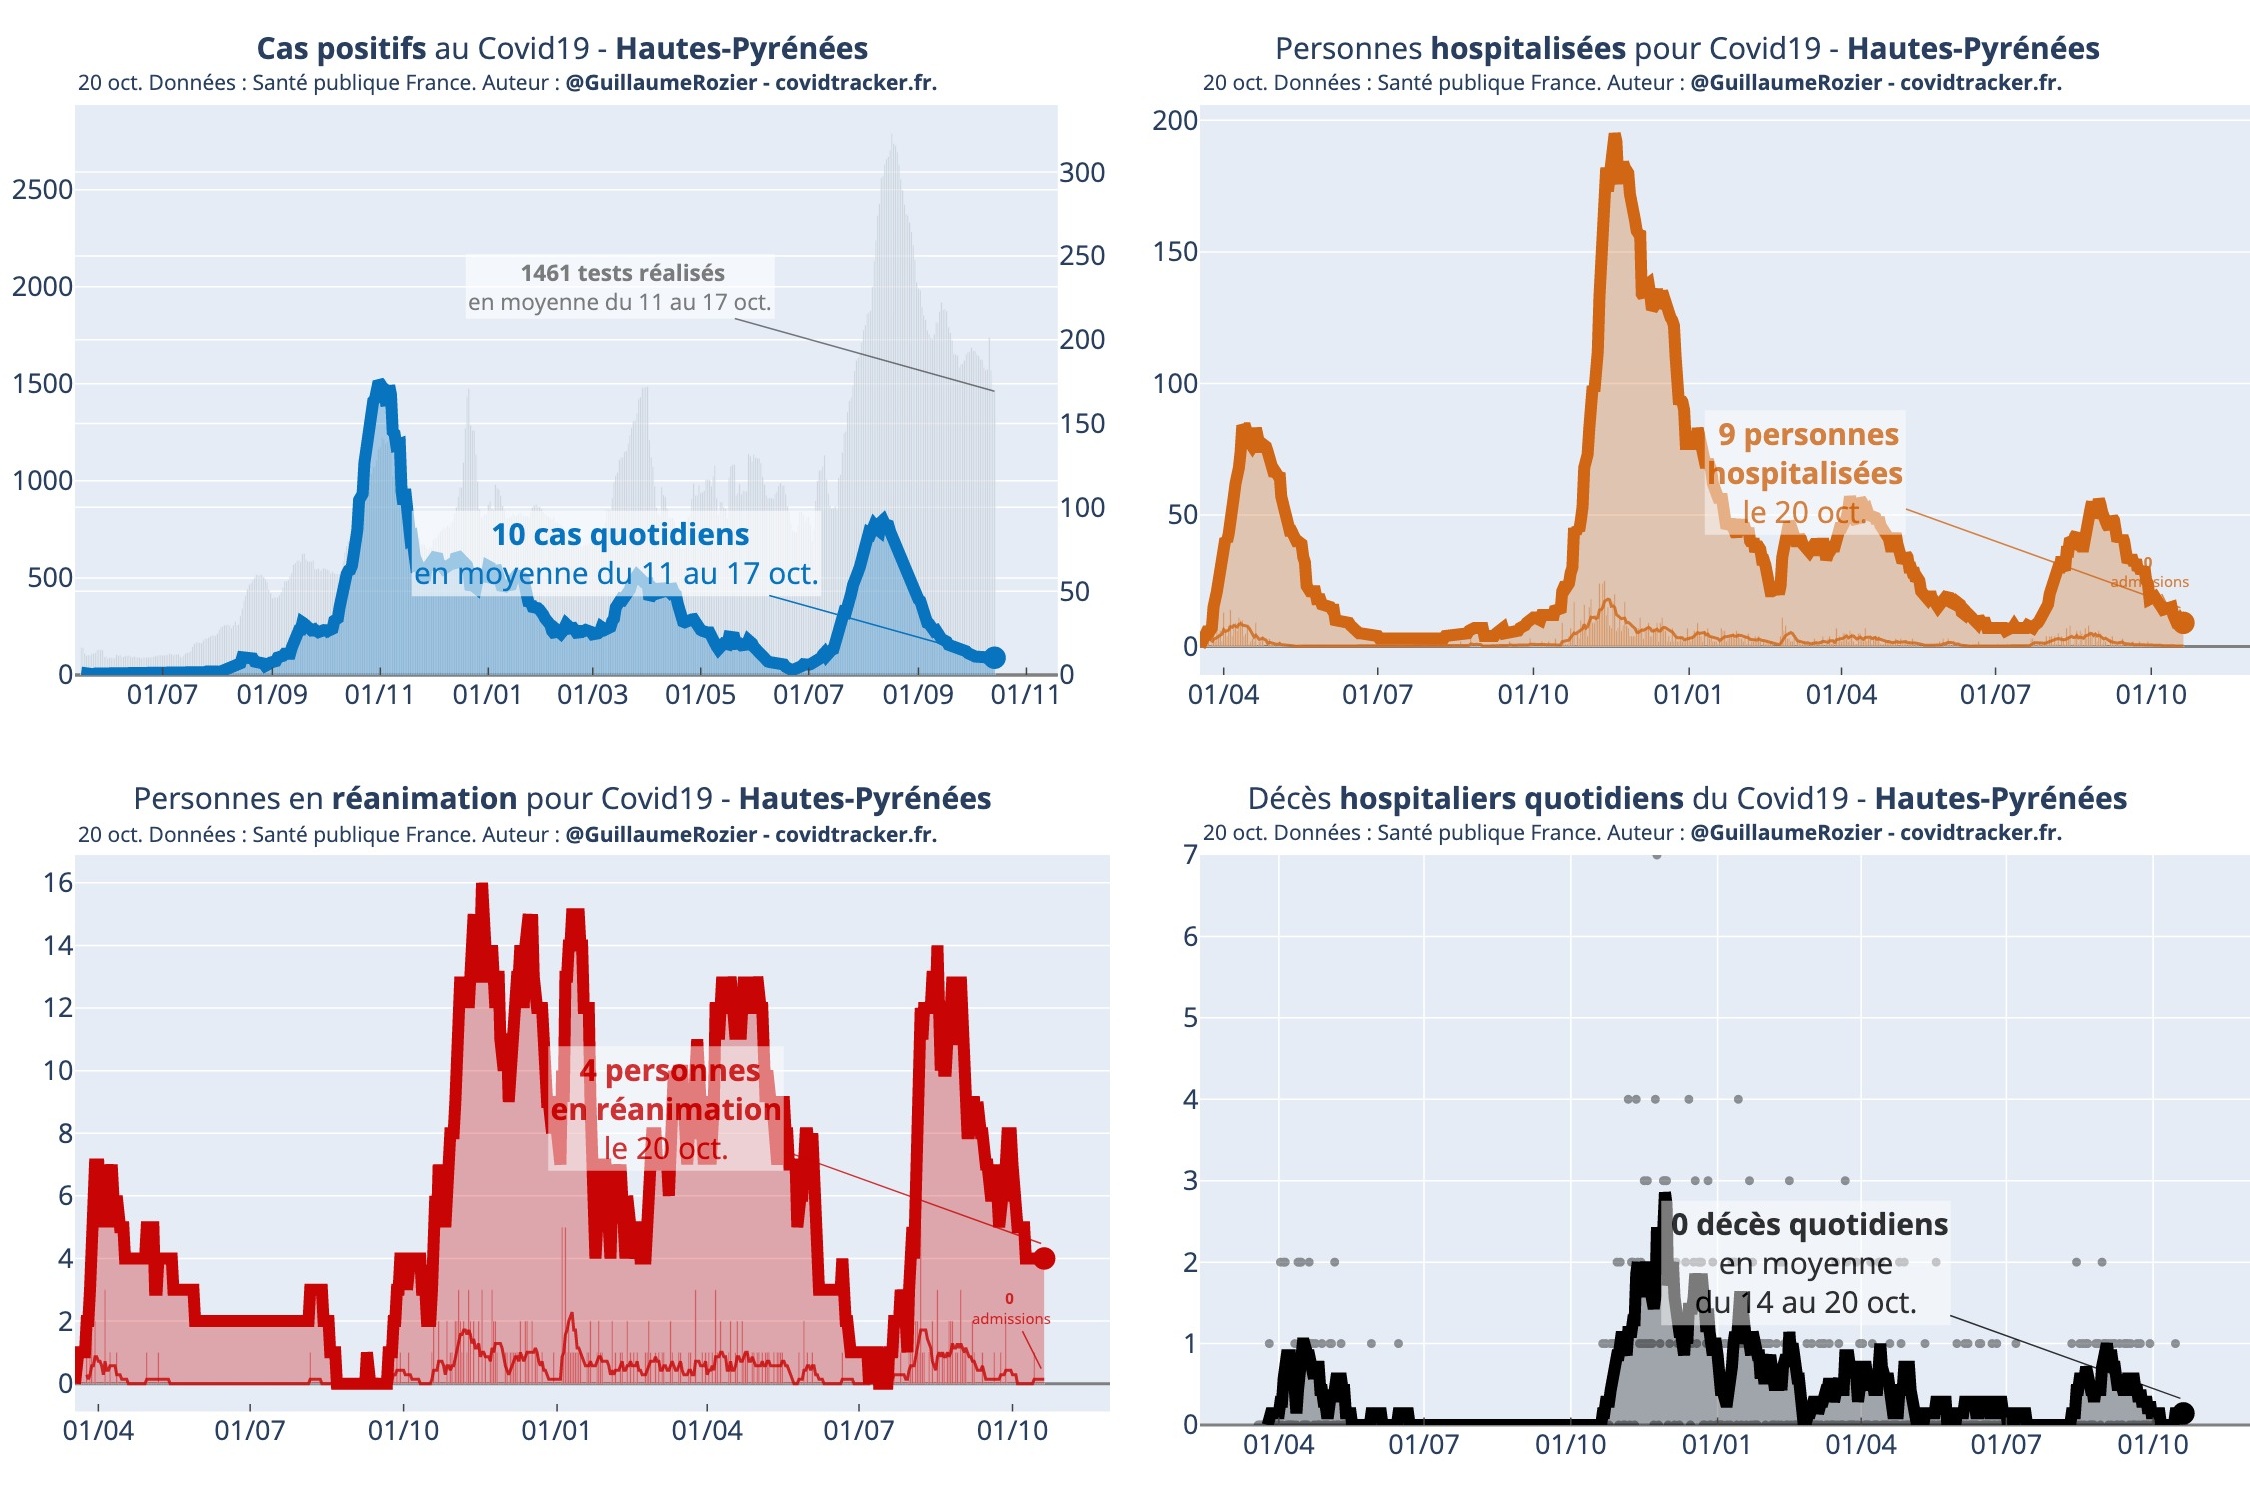 Cas positifs au Covid19 - Hautes-Pyrénées
20 oct. Données : Santé publique France. Auteur : @GuillaumeRozier - covidtracker.fr.
2500
2000
1500
1000
500
0
300
250
200
150
100
50
0
1461 tests réalisés
en moyenne du 11 au 17 oct.
10 cas quotidiens
en moyenne du 11 au 17 oct.
01/07 01/09 01/11 01/01 01/03 01/05 01/07 01/09 01/11
Personnes hospitalisées pour Covid19 - Hautes-Pyrénées
20 oct. Données : Santé publique France. Auteur : @GuillaumeRozier - covidtracker.fr.
200
150
100
50
0
9 personnes
hospitalisées
le 20 oct.
0
admissions
01/04 01/07 01/10 01/01 01/04 01/07 01/10
Personnes en réanimation pour Covid19 - Hautes-Pyrénées
20 oct. Données : Santé publique France. Auteur : @GuillaumeRozier - covidtracker.fr.
16
14
12
10
8
6
4
2
0
4 personnes
en réanimation
le 20 oct.
0
admissions
01/04 01/07 01/10 01/01 01/04 01/07 01/10
Décès hospitaliers quotidiens du Covid19 - Hautes-Pyrénées
20 oct. Données : Santé publique France. Auteur : @GuillaumeRozier - covidtracker.fr.
7
6
5
4
3
2
1
0
0 décès quotidiens
en moyenne
du 14 au 20 oct.
01/04 01/07 01/10 01/01 01/04 01/07 01/10